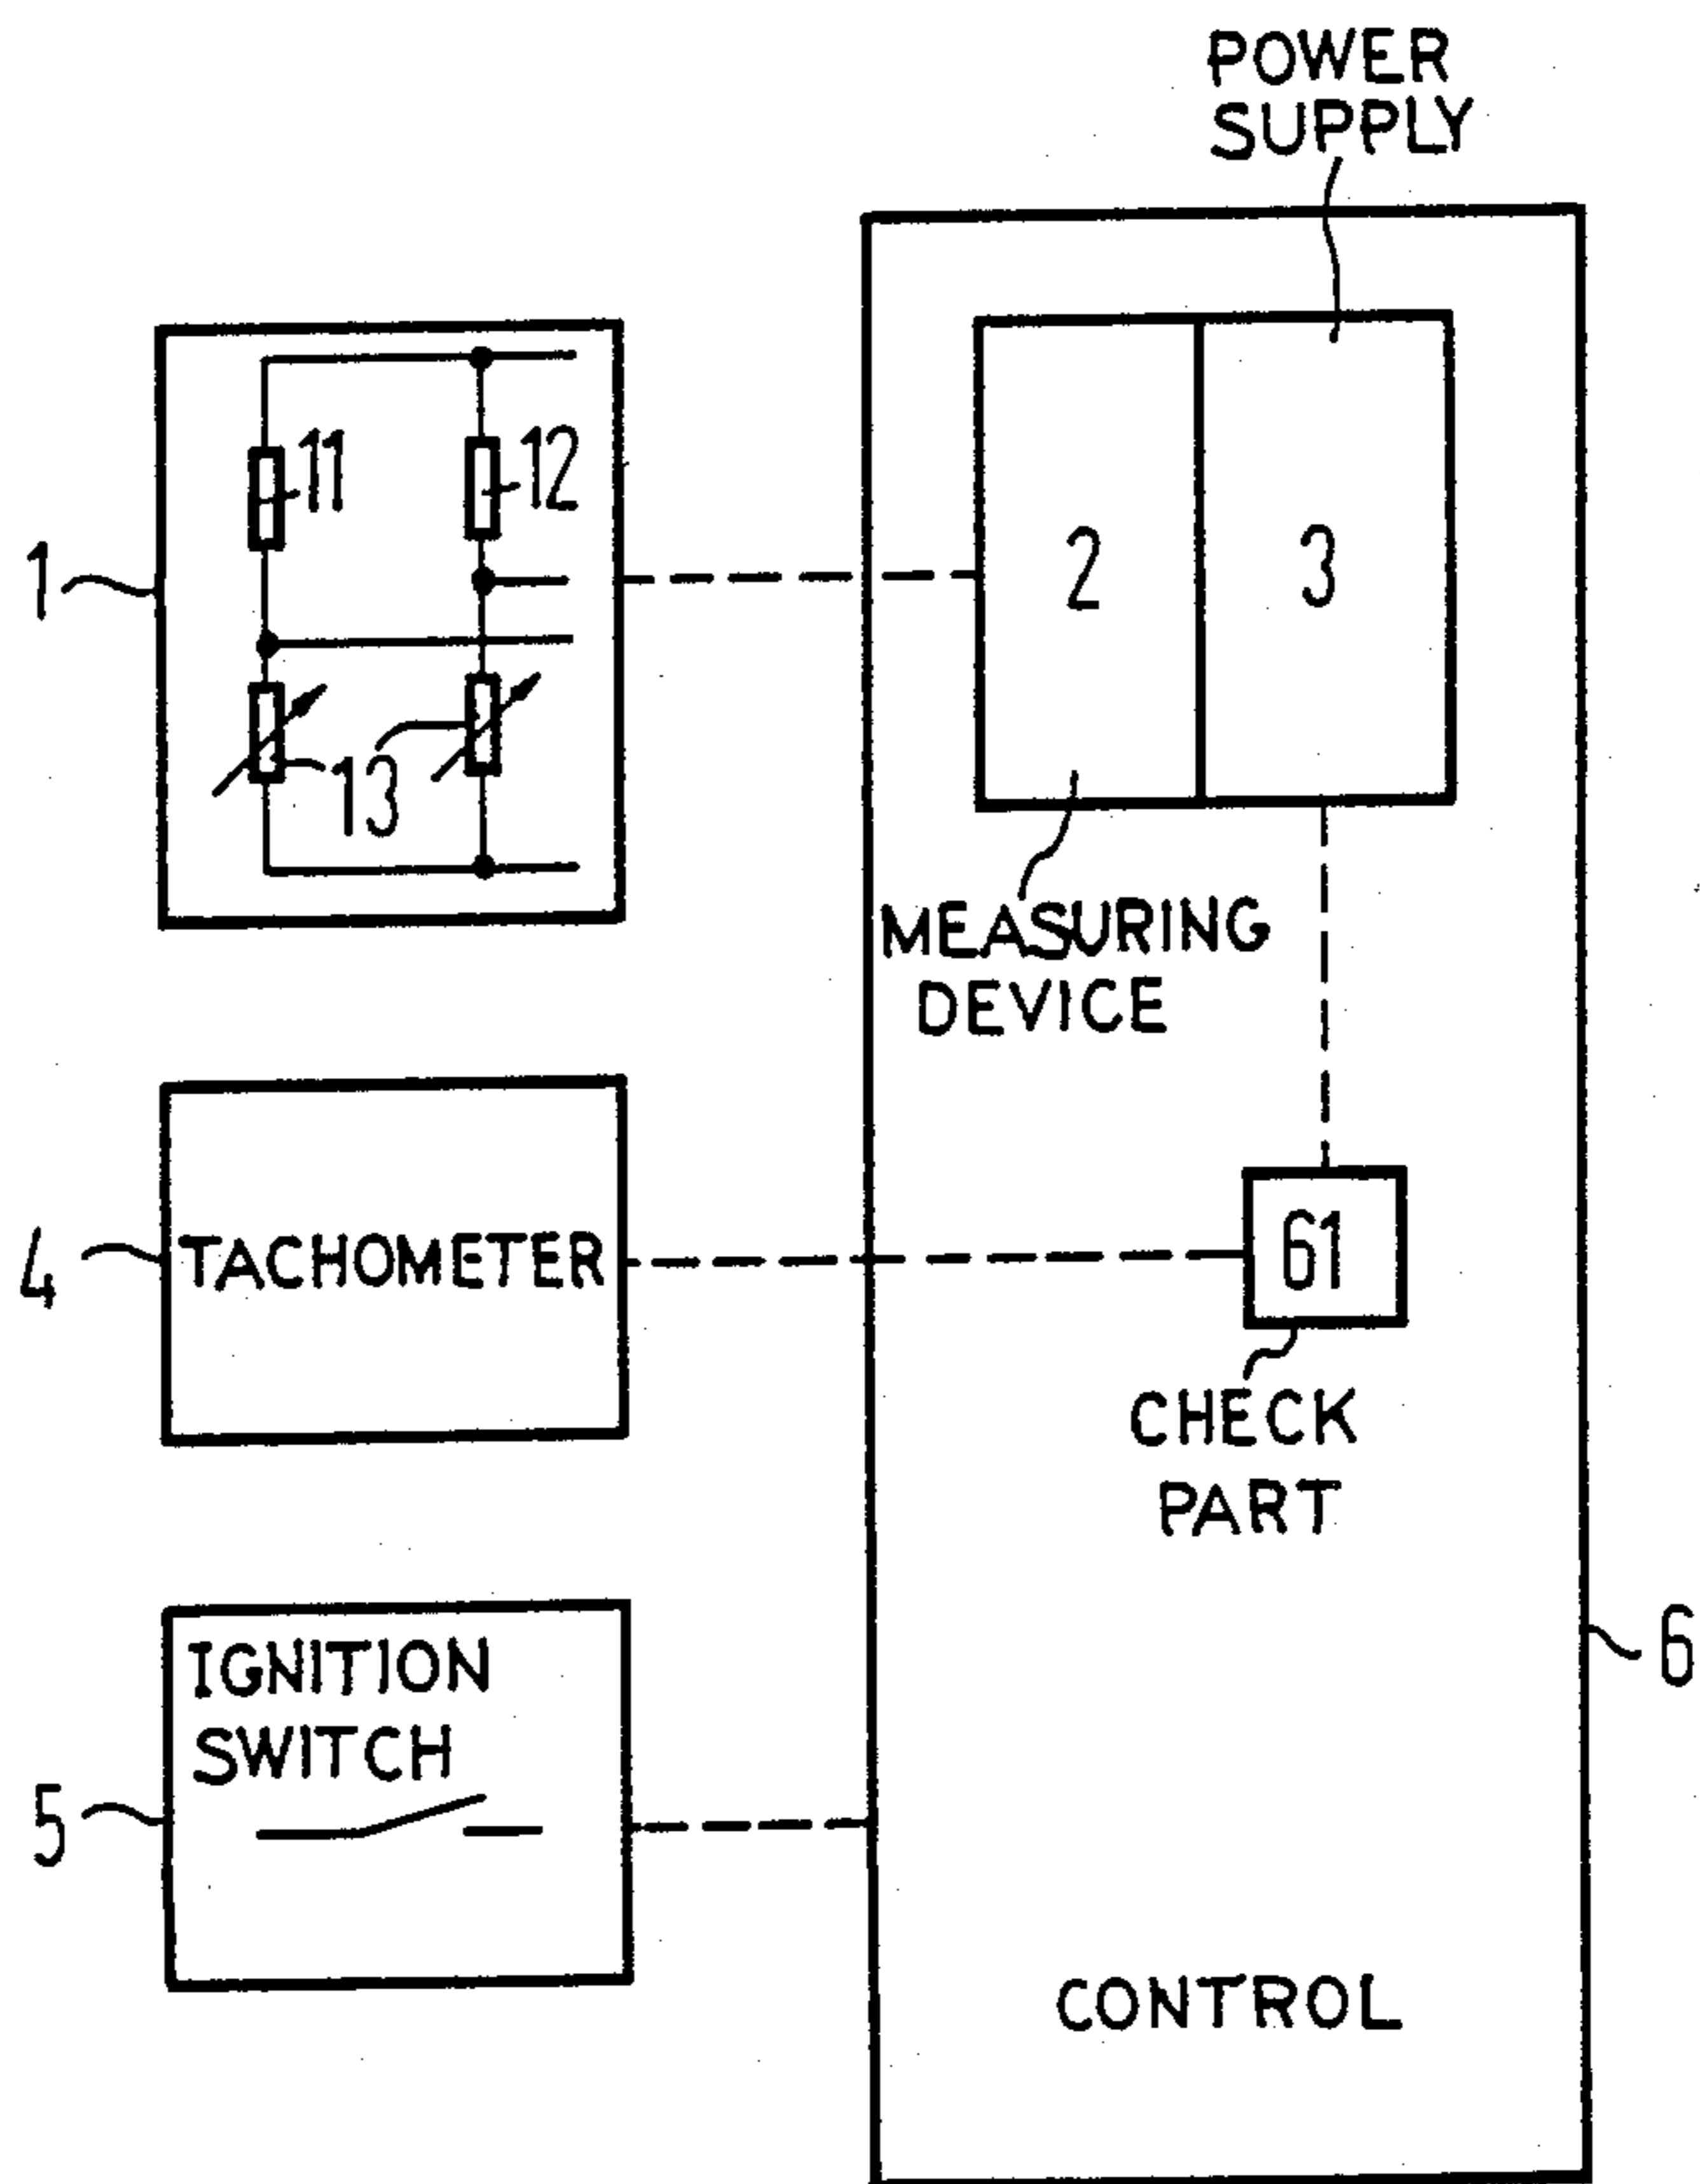 POWER
SUPPLY
11
12
1
2
3
13
MEASURING
DEVICE
4
TACHOMETER
61
CHECK
PART
IGNITION
SWITCH
6
5
CONTROL